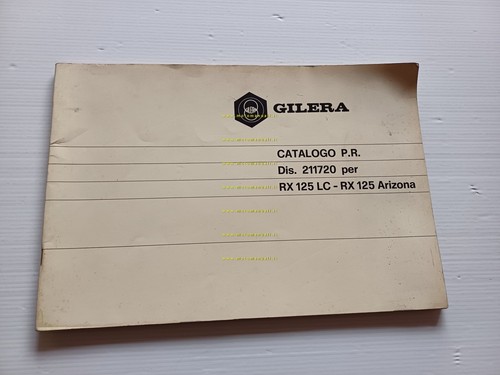 GILERA
CATALOGO P.R.
Dis. 211720 per
RX 125 LC - RX 125 Arizona